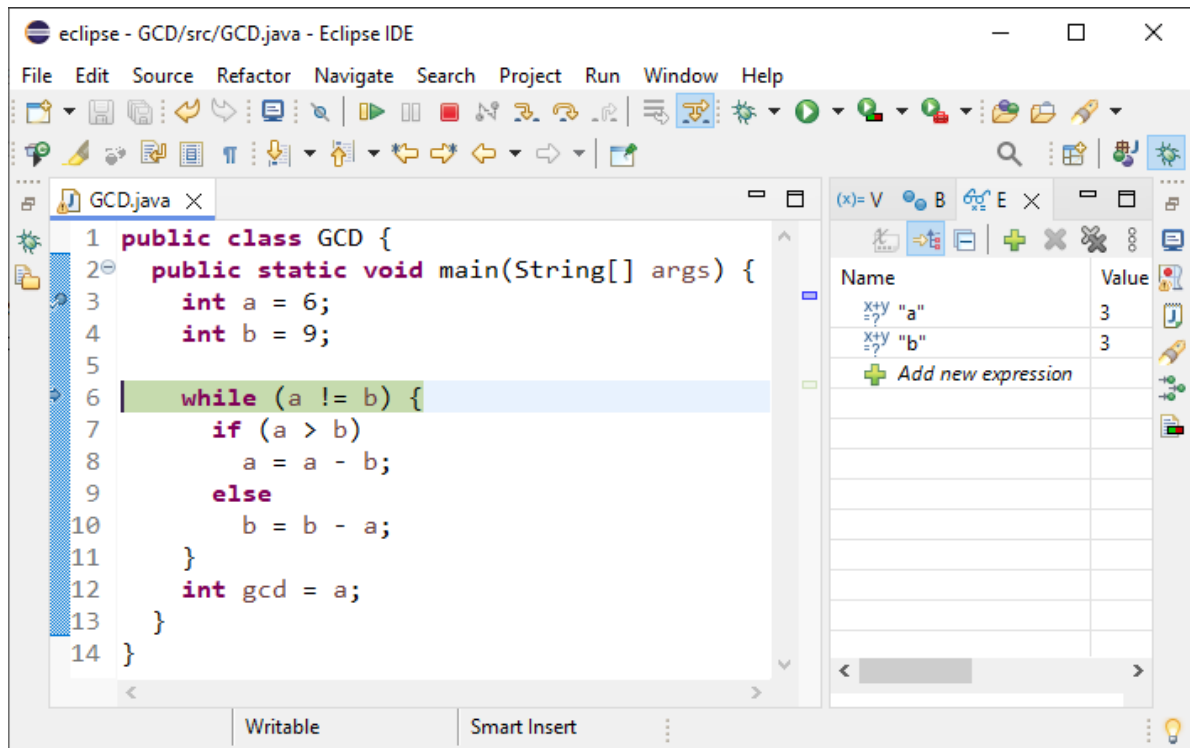 eclipse - GCD/src/GCD.java - Eclipse IDE
File Edit Source Refactor Navigate Search Project Run Window Help
GCD.java
(x)= V B E
1 public class GCD {
2 public static void main(String[] args) {
3 int a = 6;
4 int b = 9;
5
6 while (a != b) {
7 if (a > b)
8 a = a - b;
9 else
10 b = b - a;
11 }
12 int gcd = a;
13 }
14 }
Name Value
x+y=? "a" 3
x+y=? "b" 3
Add new expression
Writable Smart Insert